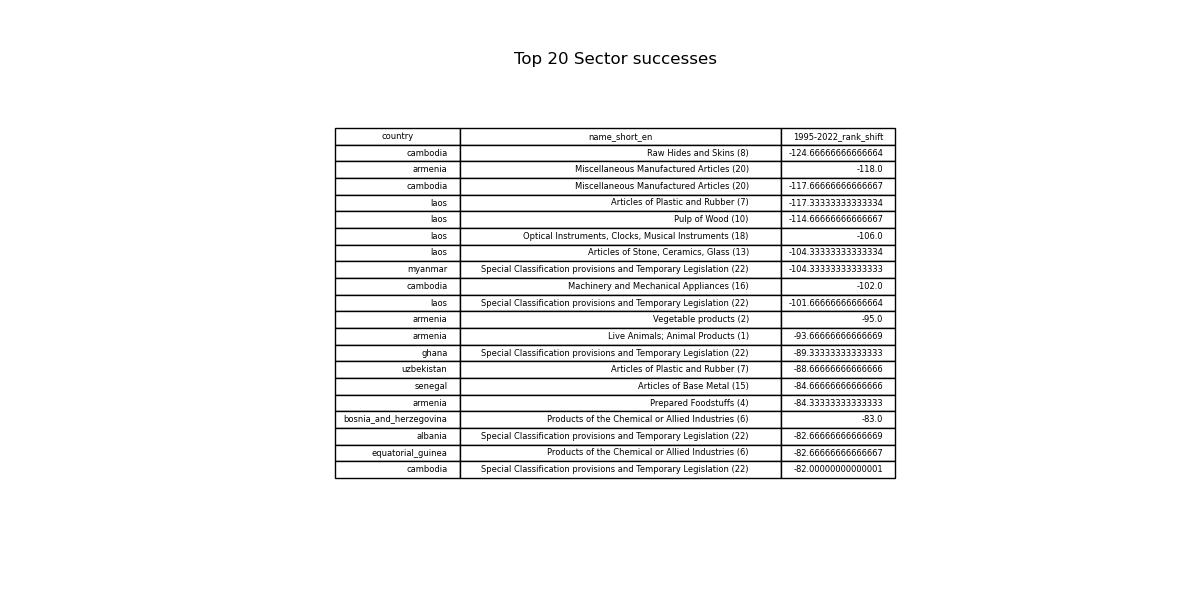 Top 20 Sector successes
country name_short_en 1995-2022_rank_shift
cambodia Raw Hides and Skins (8) -124.66666666666664
armenia Miscellaneous Manufactured Articles (20) -118.0
cambodia Miscellaneous Manufactured Articles (20) -117.66666666666667
laos Articles of Plastic and Rubber (7) -117.33333333333334
laos Pulp of Wood (10) -114.66666666666667
laos Optical Instruments, Clocks, Musical Instruments (18) -106.0
laos Articles of Stone, Ceramics, Glass (13) -104.33333333333334
myanmar Special Classification provisions and Temporary Legislation (22) -104.33333333333333
cambodia Machinery and Mechanical Appliances (16) -102.0
laos Special Classification provisions and Temporary Legislation (22) -101.66666666666664
armenia Vegetable products (2) -95.0
armenia Live Animals; Animal Products (1) -93.66666666666669
ghana Special Classification provisions and Temporary Legislation (22) -89.33333333333333
uzbekistan Articles of Plastic and Rubber (7) -88.66666666666666
senegal Articles of Base Metal (15) -84.66666666666666
armenia Prepared Foodstuffs (4) -84.33333333333333
bosnia_and_herzegovina Products of the Chemical or Allied Industries (6) -83.0
albania Special Classification provisions and Temporary Legislation (22) -82.66666666666669
equatorial_guinea Products of the Chemical or Allied Industries (6) -82.66666666666667
cambodia Special Classification provisions and Temporary Legislation (22) -82.00000000000001